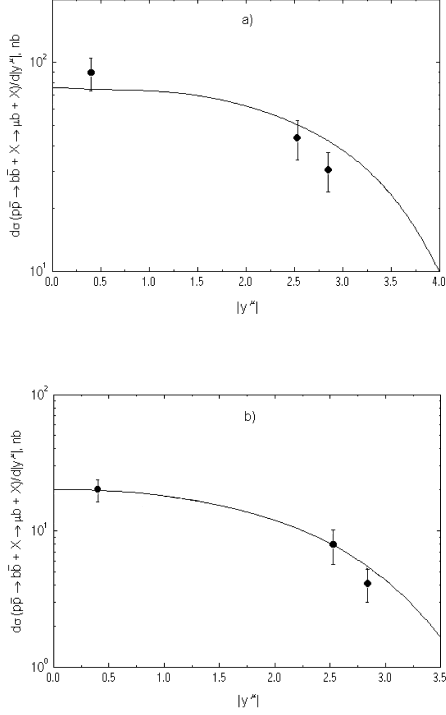 a)
dσ(pp̄ → bb̄ + X → μb + X)/d|y^μ|, nb
10²
10¹
0.0 0.5 1.0 1.5 2.0 2.5 3.0 3.5 4.0
|y^μ|
b)
dσ(pp̄ → bb̄ + X → μb + X)/d|y^μ|, nb
10²
10¹
10⁰
0.0 0.5 1.0 1.5 2.0 2.5 3.0 3.5
|y^μ|